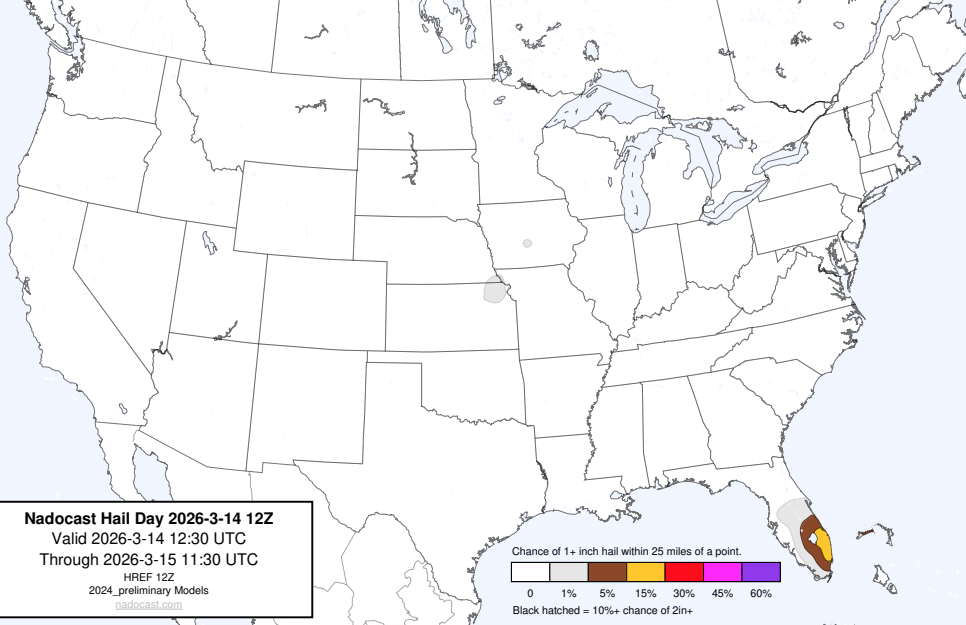 Nadocast Hail Day 2026-3-14 12Z
Valid 2026-3-14 12:30 UTC
Through 2026-3-15 11:30 UTC
HREF 12Z
2024_preliminary Models
nadocast.com
Chance of 1+ inch hail within 25 miles of a point.
0 1% 5% 15% 30% 45% 60%
Black hatched = 10%+ chance of 2in+